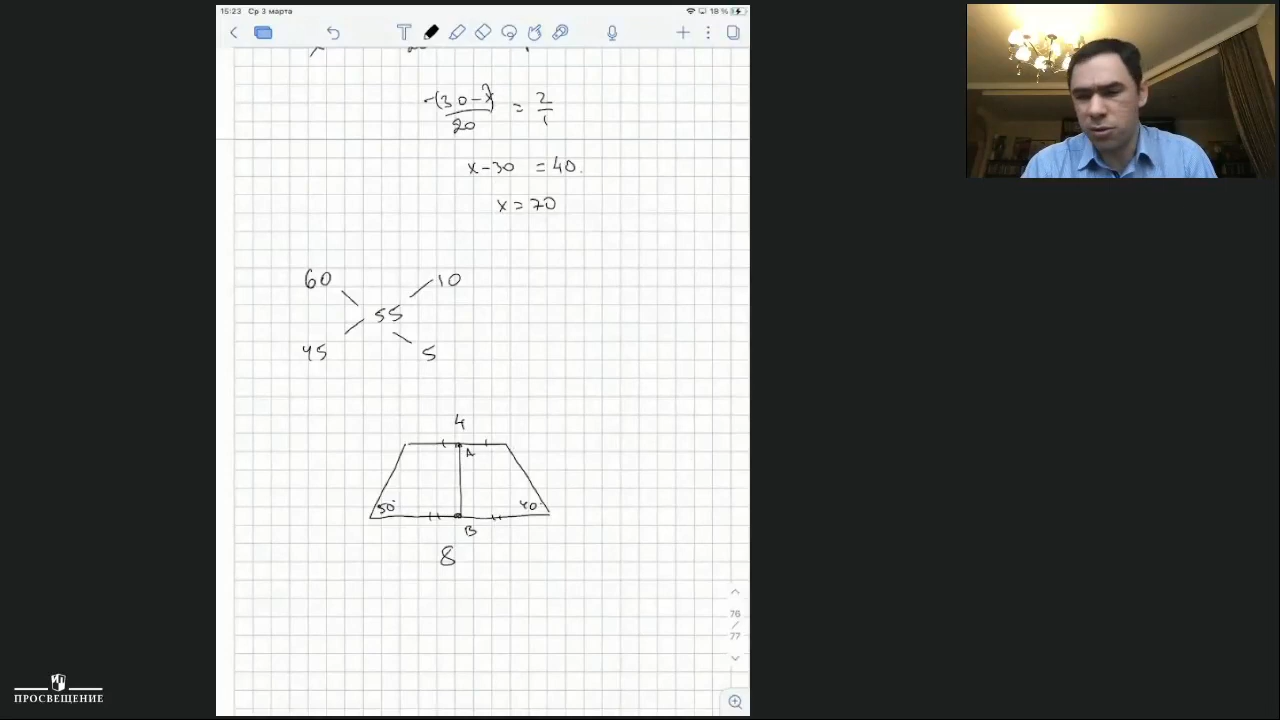 15:23 Ср 3 марта
18 %
-(30-x)/20 = 2/1
x-30 = 40.
x = 70
60 10
55
45 5
4
A
50° 40
B
8
76
/
77
ПРОСВЕЩЕНИЕ